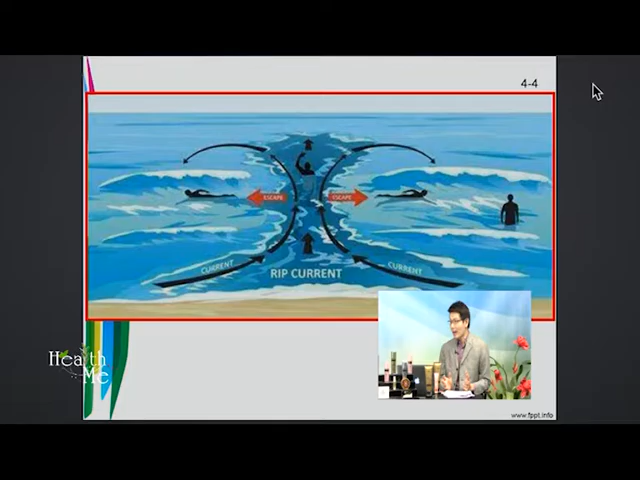 4-4
ESCAPE
ESCAPE
CURRENT
RIP CURRENT
CURRENT
Health
Me
www.fppt.info